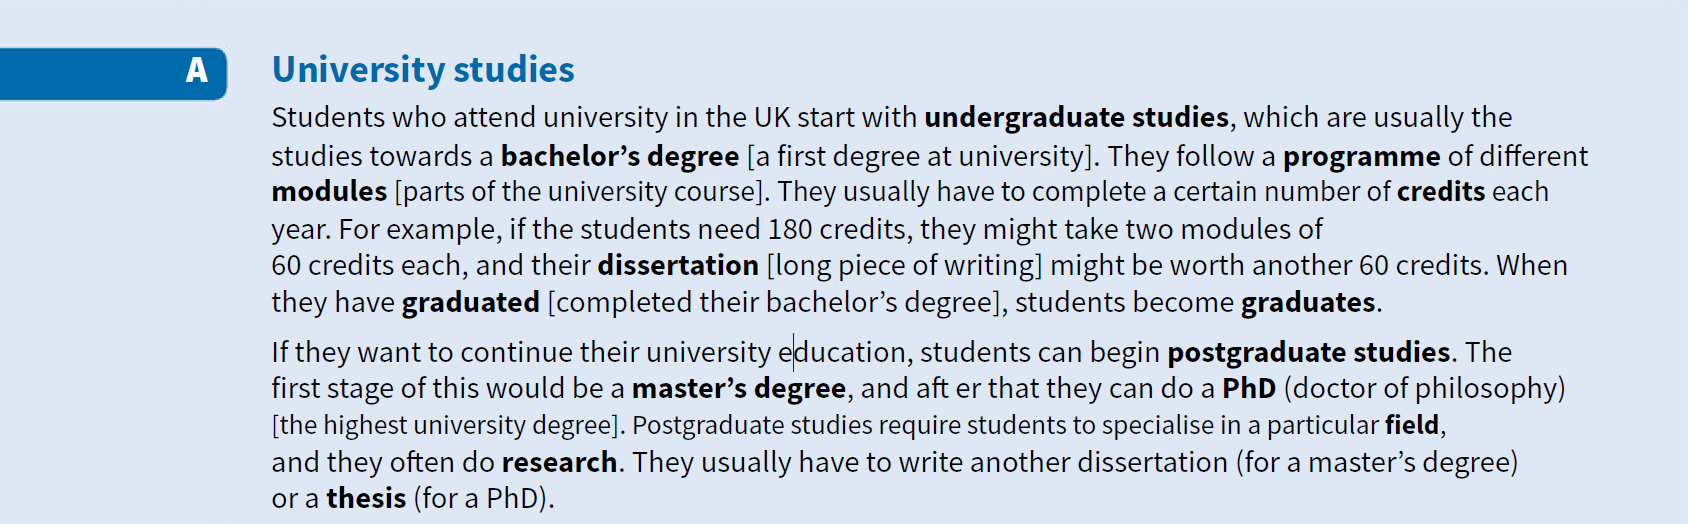 A
University studies
Students who attend university in the UK start with undergraduate studies, which are usually the
studies towards a bachelor’s degree [a first degree at university]. They follow a programme of different
modules [parts of the university course]. They usually have to complete a certain number of credits each
year. For example, if the students need 180 credits, they might take two modules of
60 credits each, and their dissertation [long piece of writing] might be worth another 60 credits. When
they have graduated [completed their bachelor’s degree], students become graduates.
If they want to continue their university education, students can begin postgraduate studies. The
first stage of this would be a master’s degree, and aft er that they can do a PhD (doctor of philosophy)
[the highest university degree]. Postgraduate studies require students to specialise in a particular field,
and they often do research. They usually have to write another dissertation (for a master’s degree)
or a thesis (for a PhD).